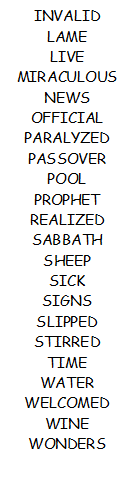 INVALID
LAME
LIVE
MIRACULOUS
NEWS
OFFICIAL
PARALYZED
PASSOVER
POOL
PROPHET
REALIZED
SABBATH
SHEEP
SICK
SIGNS
SLIPPED
STIRRED
TIME
WATER
WELCOMED
WINE
WONDERS